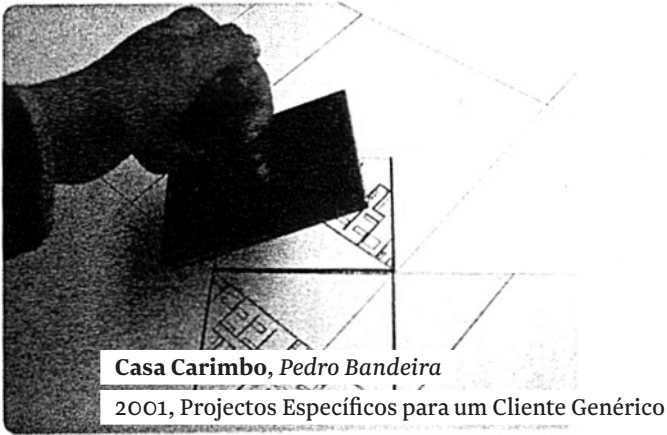 Casa Carimbo, Pedro Bandeira
2001, Projectos Específicos para um Cliente Genérico